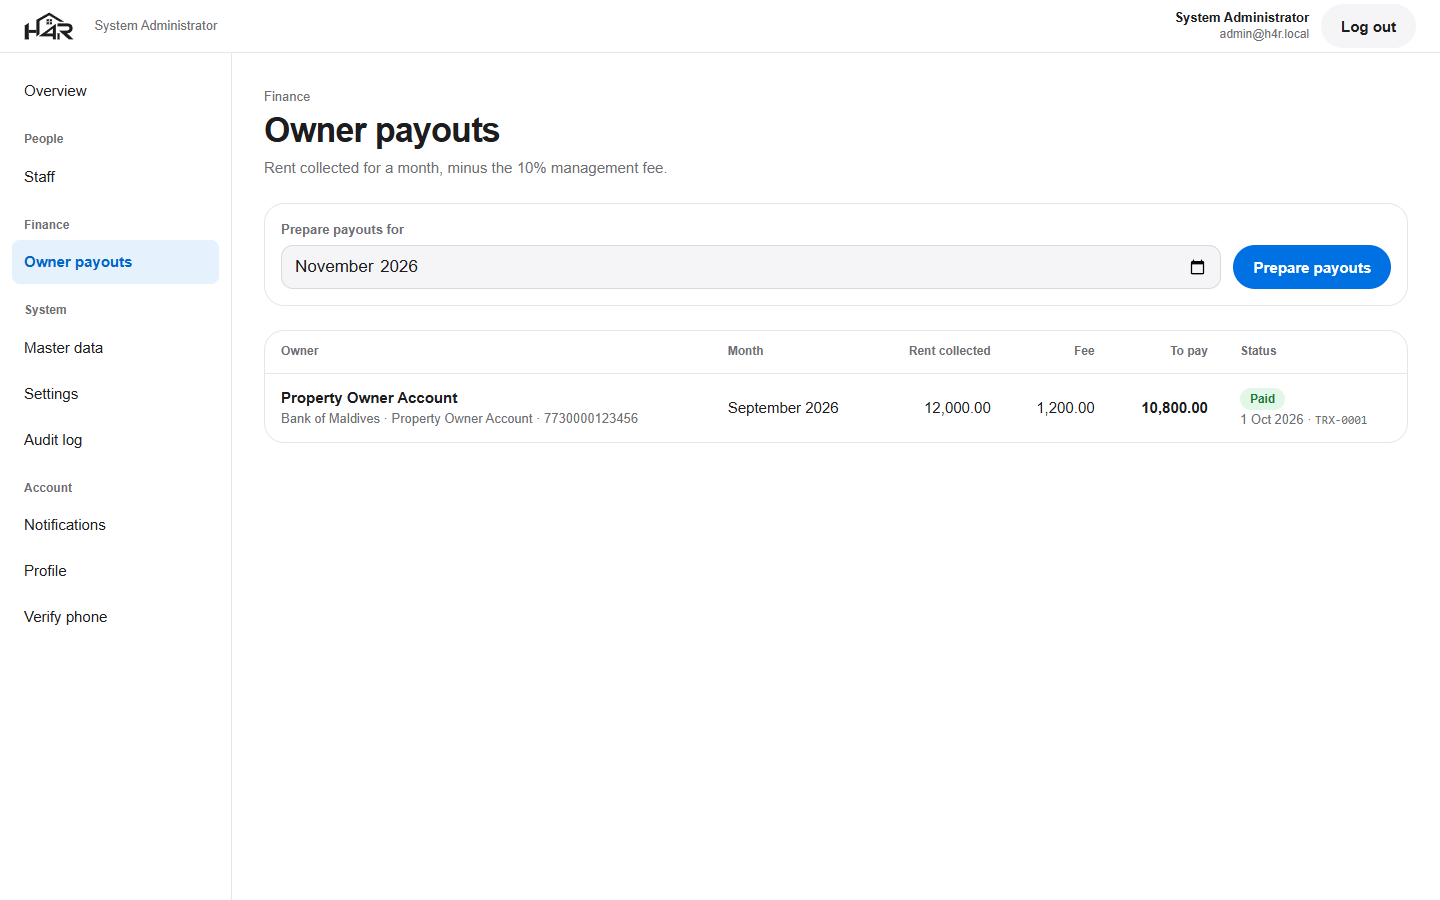 H4R System Administrator
System Administrator
admin@h4r.local
Log out
Overview
People
Staff
Finance
Owner payouts
System
Master data
Settings
Audit log
Account
Notifications
Profile
Verify phone
Finance
Owner payouts
Rent collected for a month, minus the 10% management fee.
Prepare payouts for
November 2026
Prepare payouts
Owner Month Rent collected Fee To pay Status
Property Owner Account
Bank of Maldives · Property Owner Account · 7730000123456
September 2026 12,000.00 1,200.00 10,800.00
Paid
1 Oct 2026 · TRX-0001